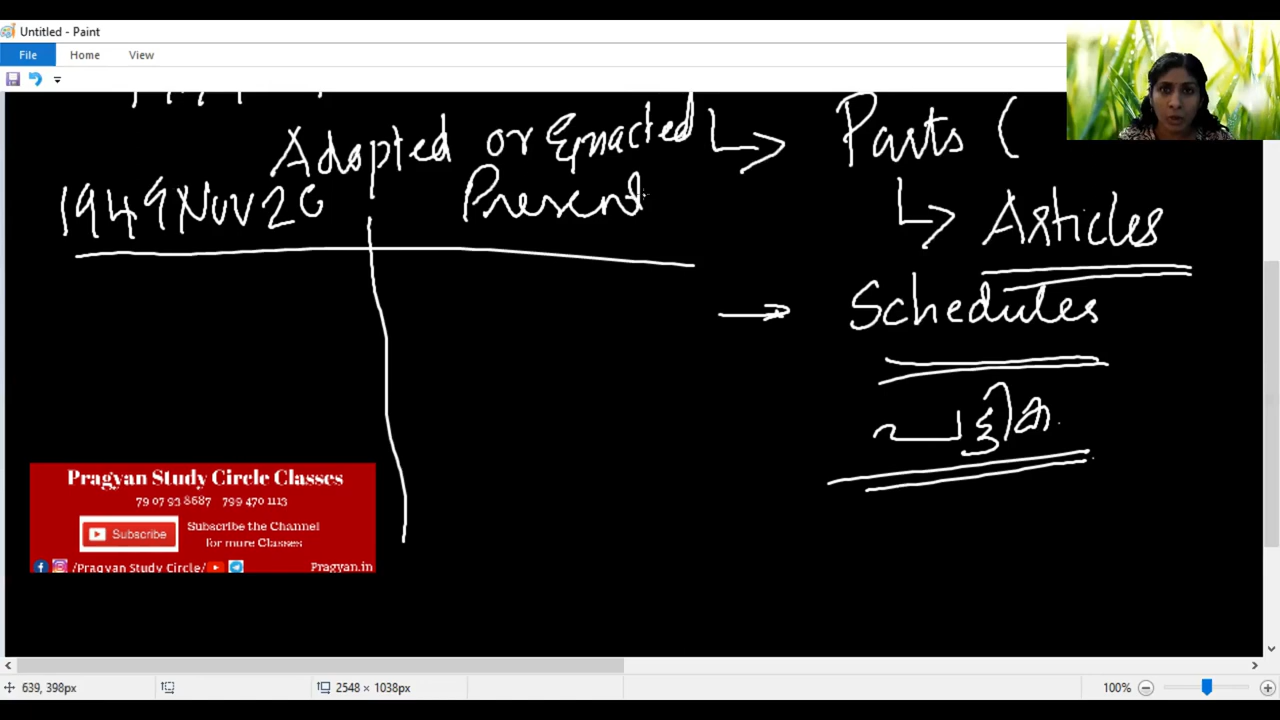 Untitled - Paint
File Home View
Adopted or Enacted
1949 Nov 26
Present
Parts (
Articles
Schedules
Pragyan Study Circle Classes
79 07 93 8687 799 470 1113
Subscribe
Subscribe the Channel
for more Classes
/Pragyan Study Circle/
Pragyan.in
639, 398px
2548 × 1038px
100%